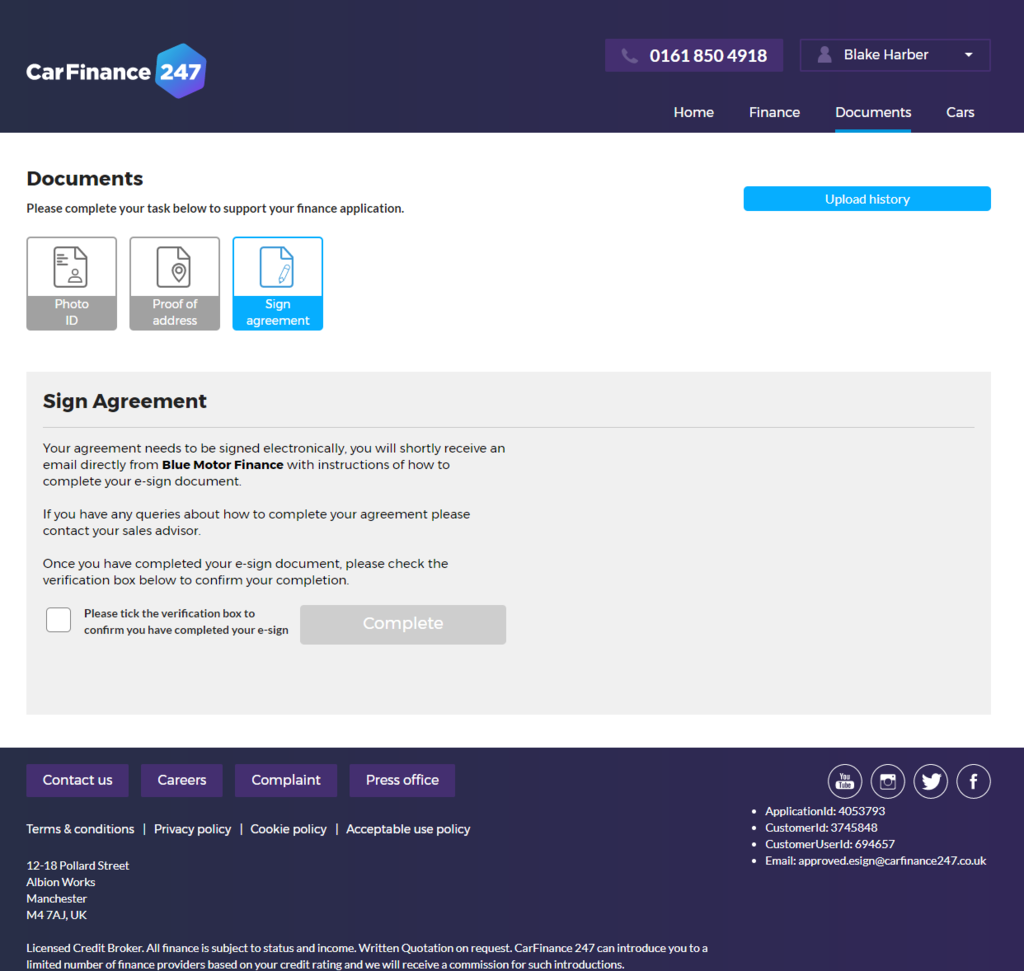 CarFinance 247
0161 850 4918
Blake Harber
Home
Finance
Documents
Cars
Documents
Please complete your task below to support your finance application.
Upload history
Photo
ID
Proof of
address
Sign
agreement
Sign Agreement
Your agreement needs to be signed electronically, you will shortly receive an
email directly from Blue Motor Finance with instructions of how to
complete your e-sign document.
If you have any queries about how to complete your agreement please
contact your sales advisor.
Once you have completed your e-sign document, please check the
verification box below to confirm your completion.
Please tick the verification box to
confirm you have completed your e-sign
Complete
Contact us
Careers
Complaint
Press office
You
Tube
Terms & conditions | Privacy policy | Cookie policy | Acceptable use policy
• ApplicationId: 4053793
• CustomerId: 3745848
• CustomerUserId: 694657
• Email: approved.esign@carfinance247.co.uk
12-18 Pollard Street
Albion Works
Manchester
M4 7AJ, UK
Licensed Credit Broker. All finance is subject to status and income. Written Quotation on request. CarFinance 247 can introduce you to a
limited number of finance providers based on your credit rating and we will receive a commission for such introductions.